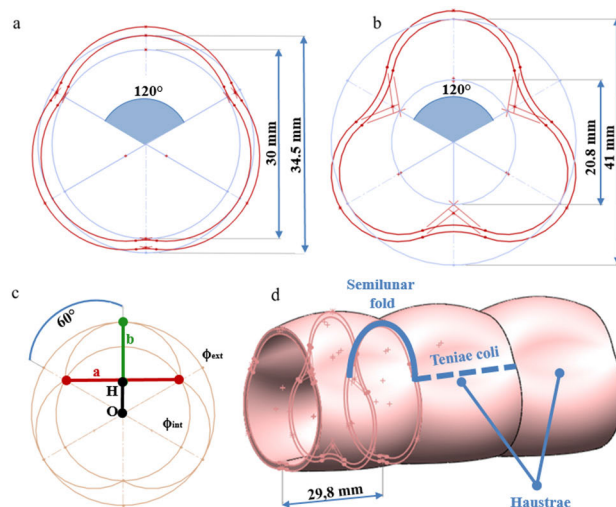 a
120°
30 mm
34.5 mm
b
120°
20.8 mm
41 mm
c
60°
b
a
H
O
ϕext
ϕint
d
Semilunar
fold
Teniae coli
29,8 mm
Haustrae